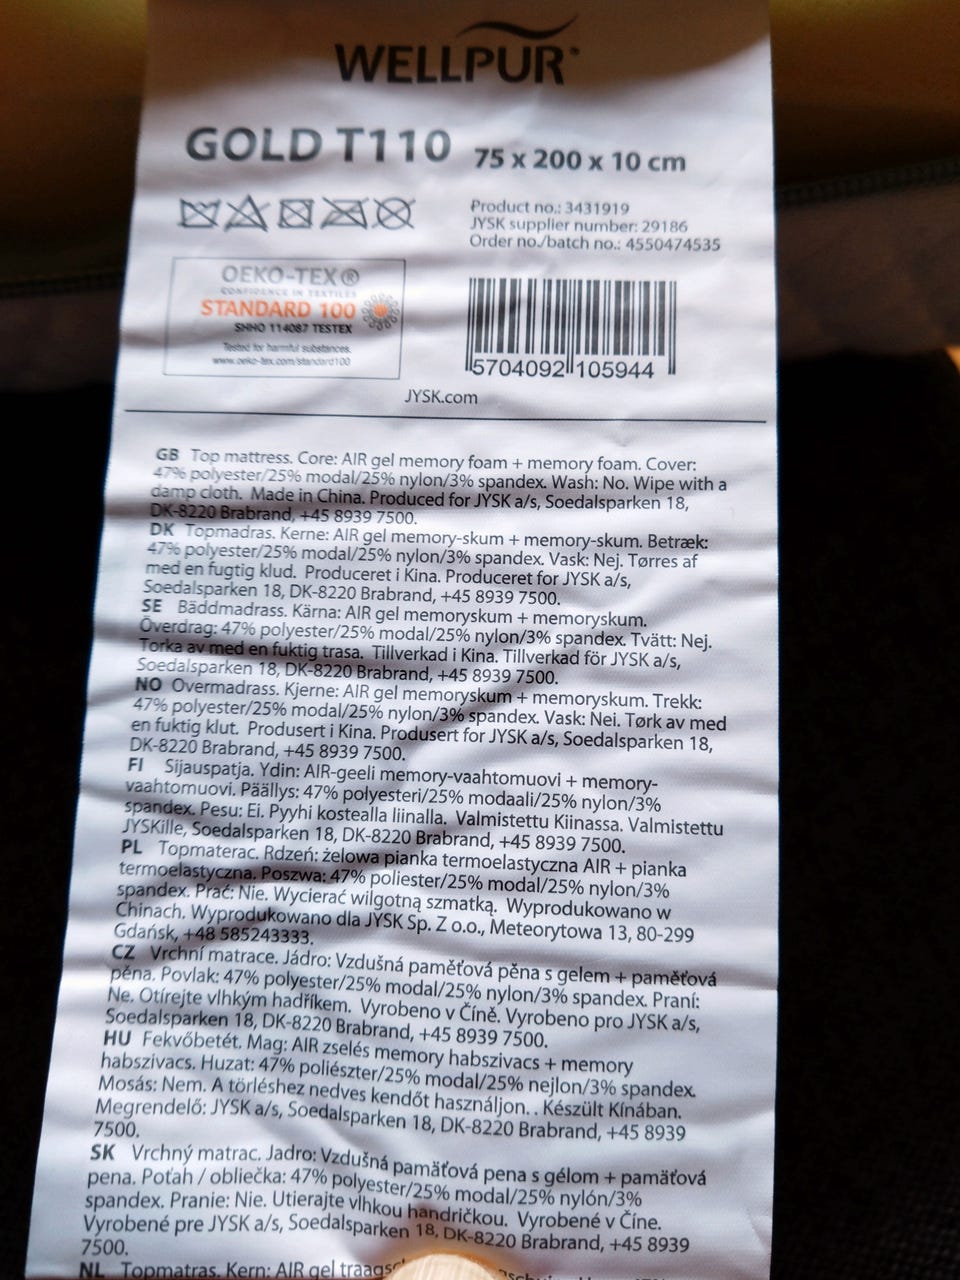 WELLPUR®
GOLD T110 75 x 200 x 10 cm
Product no.: 3431919
JYSK supplier number: 29186
Order no./batch no.: 4550474535
OEKO-TEX®
CONFIDENCE IN TEXTILES
STANDARD 100
SHHO 114087 TESTEX
Tested for harmful substances.
www.oeko-tex.com/standard100
5704092 105944
JYSK.com
GB Top mattress. Core: AIR gel memory foam + memory foam. Cover:
47% polyester/25% modal/25% nylon/3% spandex. Wash: No. Wipe with a
damp cloth. Made in China. Produced for JYSK a/s, Soedalsparken 18,
DK-8220 Brabrand, +45 8939 7500.
DK Topmadras. Kerne: AIR gel memory-skum + memory-skum. Betræk:
47% polyester/25% modal/25% nylon/3% spandex. Vask: Nej. Tørres af
med en fugtig klud. Produceret i Kina. Produceret for JYSK a/s,
Soedalsparken 18, DK-8220 Brabrand, +45 8939 7500.
SE Bäddmadrass. Kärna: AIR gel memoryskum + memoryskum.
Överdrag: 47% polyester/25% modal/25% nylon/3% spandex. Tvätt: Nej.
Torka av med en fuktig trasa. Tillverkad i Kina. Tillverkad för JYSK a/s,
Soedalsparken 18, DK-8220 Brabrand, +45 8939 7500.
NO Overmadrass. Kjerne: AIR gel memoryskum + memoryskum. Trekk:
47% polyester/25% modal/25% nylon/3% spandex. Vask: Nei. Tørk av med
en fuktig klut. Produsert i Kina. Produsert for JYSK a/s, Soedalsparken 18,
DK-8220 Brabrand, +45 8939 7500.
FI Sijauspatja. Ydin: AIR-geeli memory-vaahtomuovi + memory-
vaahtomuovi. Päällys: 47% polyesteri/25% modaali/25% nylon/3%
spandex. Pesu: Ei. Pyyhi kostealla liinalla. Valmistettu Kiinassa. Valmistettu
JYSKille, Soedalsparken 18, DK-8220 Brabrand, +45 8939 7500.
PL Topmaterac. Rdzeń: żelowa pianka termoelastyczna AIR + pianka
termoelastyczna. Poszwa: 47% poliester/25% modal/25% nylon/3%
spandex. Prać: Nie. Wycierać wilgotną szmatką. Wyprodukowano w
Chinach. Wyprodukowano dla JYSK Sp. Z o.o., Meteorytowa 13, 80-299
Gdańsk, +48 585243333.
CZ Vrchní matrace. Jádro: Vzdušná paměťová pěna s gelem + paměťová
pěna. Povlak: 47% polyester/25% modal/25% nylon/3% spandex. Praní:
Ne. Otírejte vlhkým hadříkem. Vyrobeno v Číně. Vyrobeno pro JYSK a/s,
Soedalsparken 18, DK-8220 Brabrand, +45 8939 7500.
HU Fekvőbetét. Mag: AIR zselés memory habszivacs + memory
habszivacs. Huzat: 47% poliészter/25% modal/25% nejlon/3% spandex.
Mosás: Nem. A törléshez nedves kendőt használjon. . Készült Kínában.
Megrendelő: JYSK a/s, Soedalsparken 18, DK-8220 Brabrand, +45 8939
7500.
SK Vrchný matrac. Jadro: Vzdušná pamäťová pena s gélom + pamäťová
pena. Poťah / obliečka: 47% polyester/25% modal/25% nylón/3%
spandex. Pranie: Nie. Utierajte vlhkou handričkou. Vyrobené v Číne.
Vyrobené pre JYSK a/s, Soedalsparken 18, DK-8220 Brabrand, +45 8939
7500.
NL Topmatras. Kern: AIR gel